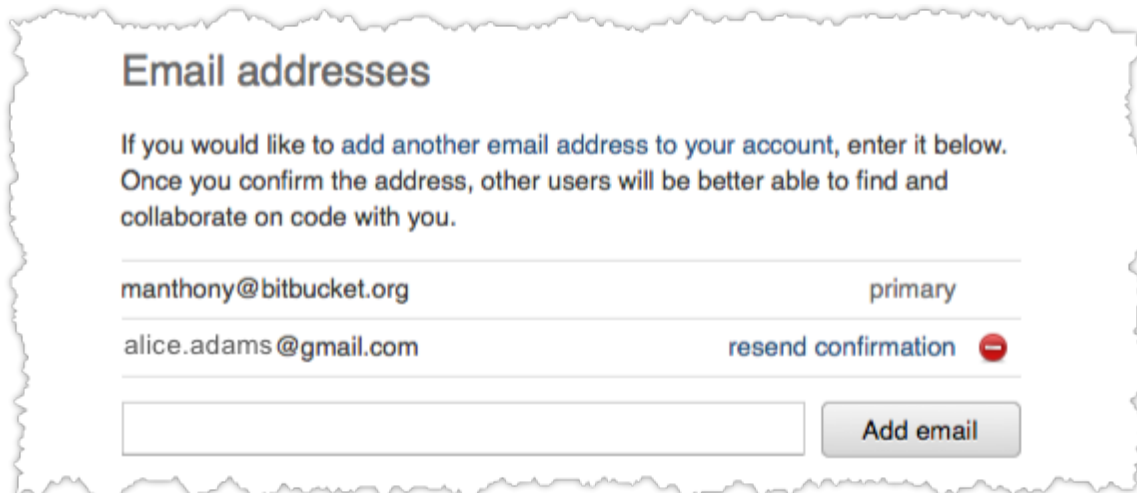 Email addresses
If you would like to add another email address to your account, enter it below.
Once you confirm the address, other users will be better able to find and
collaborate on code with you.
manthony@bitbucket.org primary
alice.adams@gmail.com resend confirmation
Add email